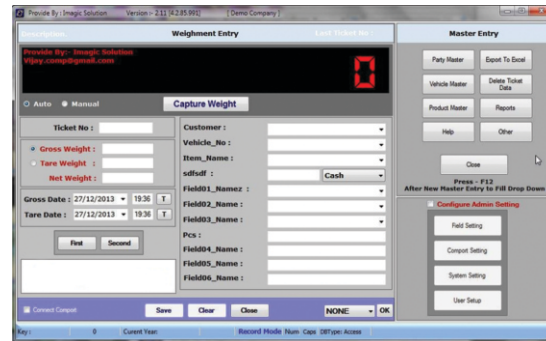 Provide By : Imagic Solution Version :- 2.11 [4.2.85.991] [ Demo Company ]
Description Weighment Entry Last Ticket No
Provide By:- Imagic Solution
Vijay.comp@gmail.com
0
Auto Manual Capture Weight
Ticket No :
Gross Weight :
Tare Weight :
Net Weight :
Gross Date : 27/12/2013 19:36 T
Tare Date : 27/12/2013 19:36 T
First Second
Customer :
Vehicle_No :
Item_Name :
sdfsdf : Cash
Field01_Namez :
Field02_Name :
Field03_Name :
Pcs :
Field04_Name :
Field05_Name :
Field06_Name :
Connect Comport Save Clear Close NONE OK
Key : 0 Curent Year: Record Mode Num Caps DBType: Access
Master Entry
Party Master Export To Excel
Vehicle Master Delete Ticket Data
Product Master Reports
Help Other
Close
Press - F12
After New Master Entry to Fill Drop Down
Configure Admin Setting
Field Setting
Comport Setting
System Setting
User Setup